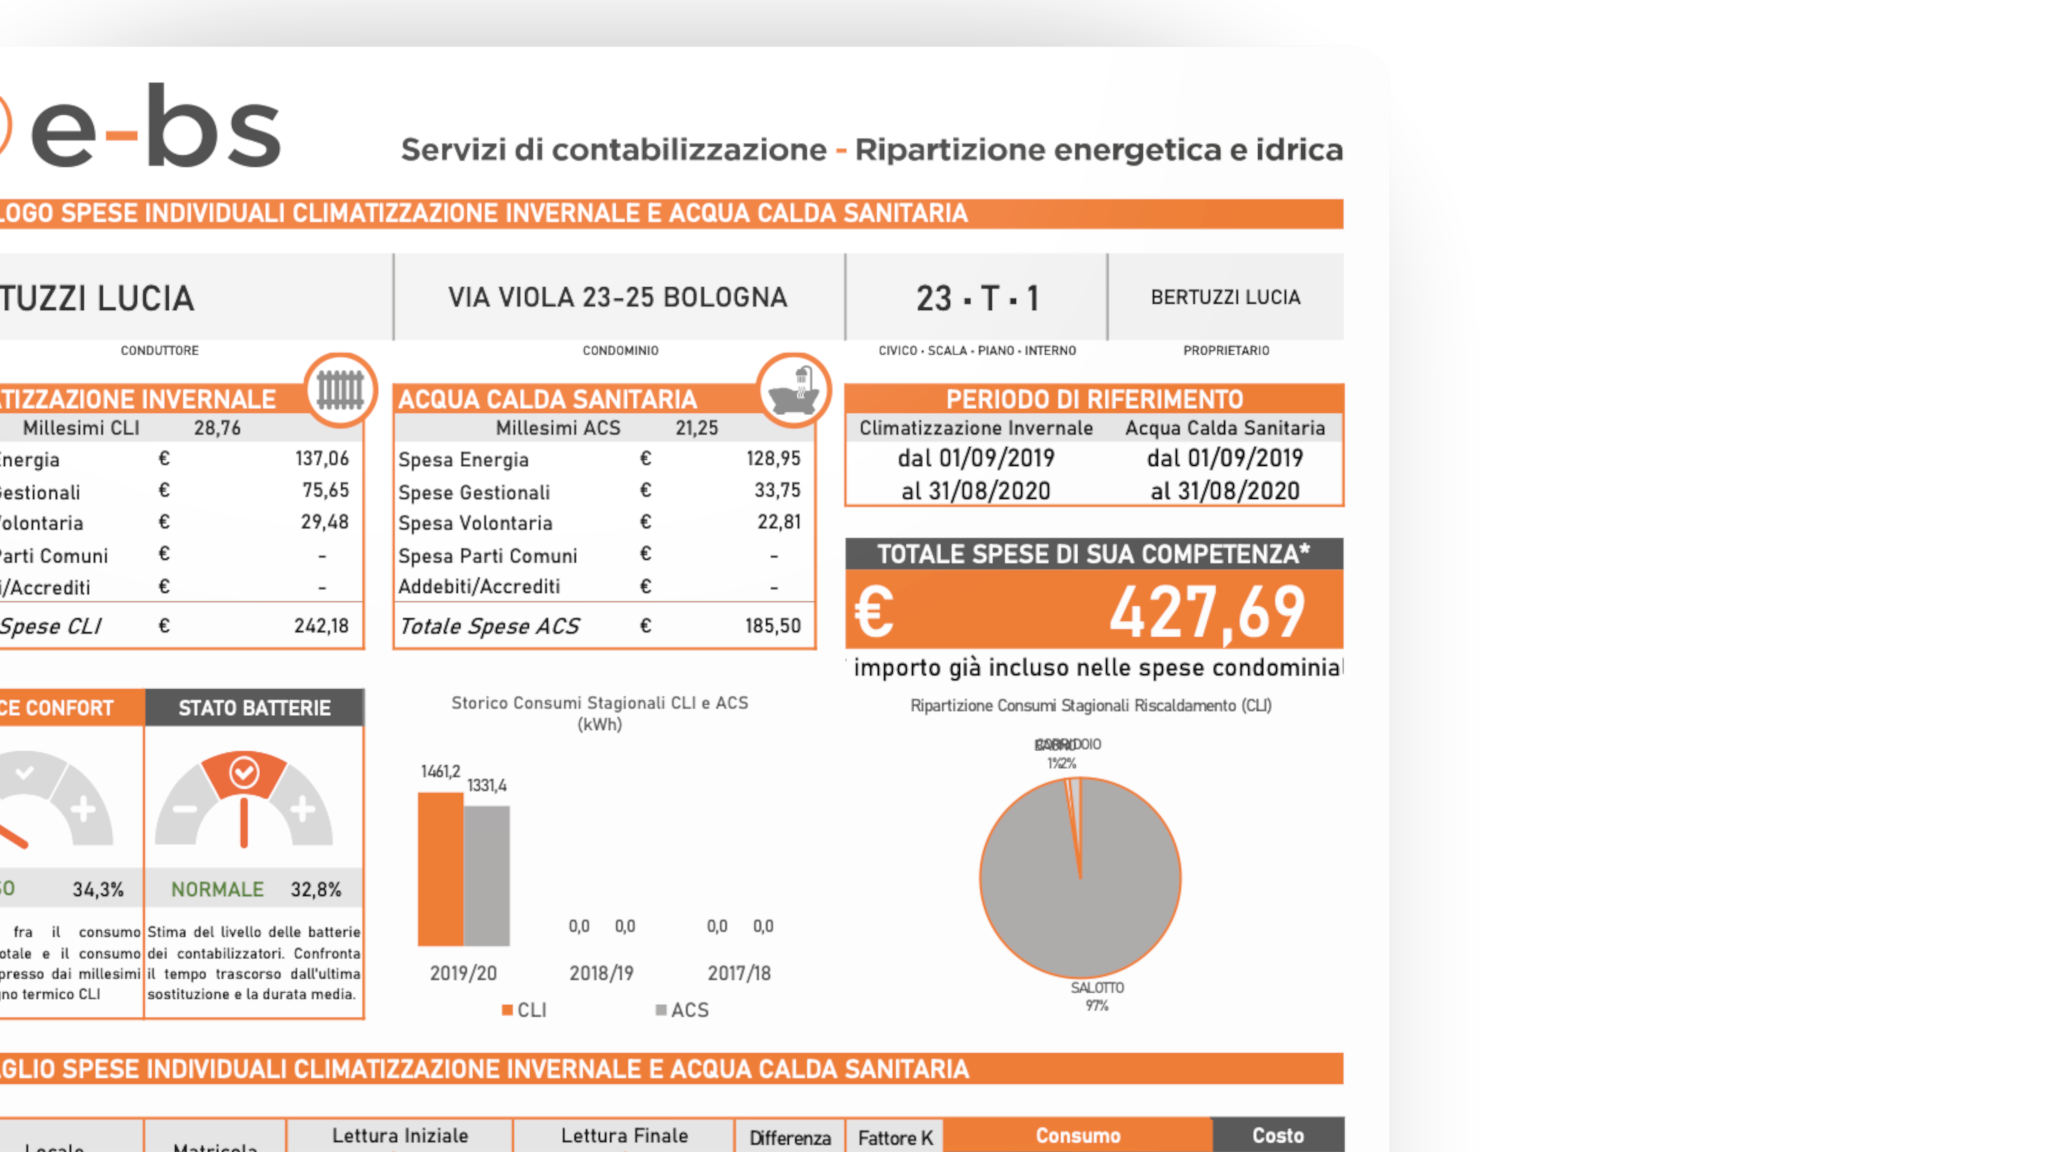 e-bs
Servizi di contabilizzazione - Ripartizione energetica e idrica
LOGO SPESE INDIVIDUALI CLIMATIZZAZIONE INVERNALE E ACQUA CALDA SANITARIA
TUZZI LUCIA
VIA VIOLA 23-25 BOLOGNA
23 · T · 1
BERTUZZI LUCIA
CONDUTTORE
CONDOMINIO
CIVICO · SCALA · PIANO · INTERNO
PROPRIETARIO
ATIZZAZIONE INVERNALE
Millesimi CLI 28,76
Energia € 137,06
Gestionali € 75,65
Volontaria € 29,48
Parti Comuni € -
i/Accrediti € -
Spese CLI € 242,18
ACQUA CALDA SANITARIA
Millesimi ACS 21,25
Spesa Energia € 128,95
Spese Gestionali € 33,75
Spesa Volontaria € 22,81
Spesa Parti Comuni € -
Addebiti/Accrediti € -
Totale Spese ACS € 185,50
PERIODO DI RIFERIMENTO
Climatizzazione Invernale Acqua Calda Sanitaria
dal 01/09/2019 dal 01/09/2019
al 31/08/2020 al 31/08/2020
TOTALE SPESE DI SUA COMPETENZA*
€ 427,69
importo già incluso nelle spese condominial
CE CONFORT
SO 34,3%
fra il consumo
otale e il consumo
presso dai millesimi
no termico CLI
STATO BATTERIE
NORMALE 32,8%
Stima del livello delle batterie
dei contabilizzatori. Confronta
il tempo trascorso dall'ultima
sostituzione e la durata media.
Storico Consumi Stagionali CLI e ACS
(kWh)
1461,2
1331,4
0,0 0,0 0,0 0,0
2019/20 2018/19 2017/18
CLI ACS
Ripartizione Consumi Stagionali Riscaldamento (CLI)
CORRIDOIO
1% 2%
SALOTTO
97%
AGLIO SPESE INDIVIDUALI CLIMATIZZAZIONE INVERNALE E ACQUA CALDA SANITARIA
Locale Matricola Lettura Iniziale Lettura Finale Differenza Fattore K Consumo Costo